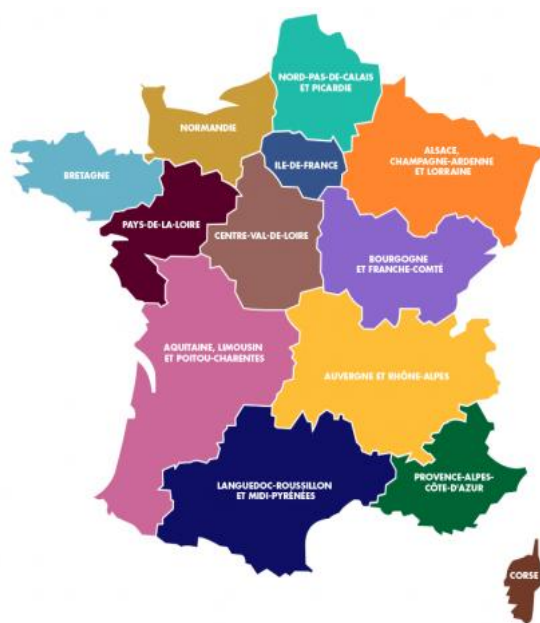 NORD-PAS-DE-CALAIS
ET PICARDIE
NORMANDIE
ILE-DE-FRANCE
ALSACE,
CHAMPAGNE-ARDENNE
ET LORRAINE
BRETAGNE
PAYS-DE-LA-LOIRE
CENTRE-VAL-DE-LOIRE
BOURGOGNE
ET FRANCHE-COMTÉ
AQUITAINE, LIMOUSIN
ET POITOU-CHARENTES
AUVERGNE ET RHÔNE-ALPES
LANGUEDOC-ROUSSILLON
ET MIDI-PYRÉNÉES
PROVENCE-ALPES-
CÔTE-D'AZUR
CORSE